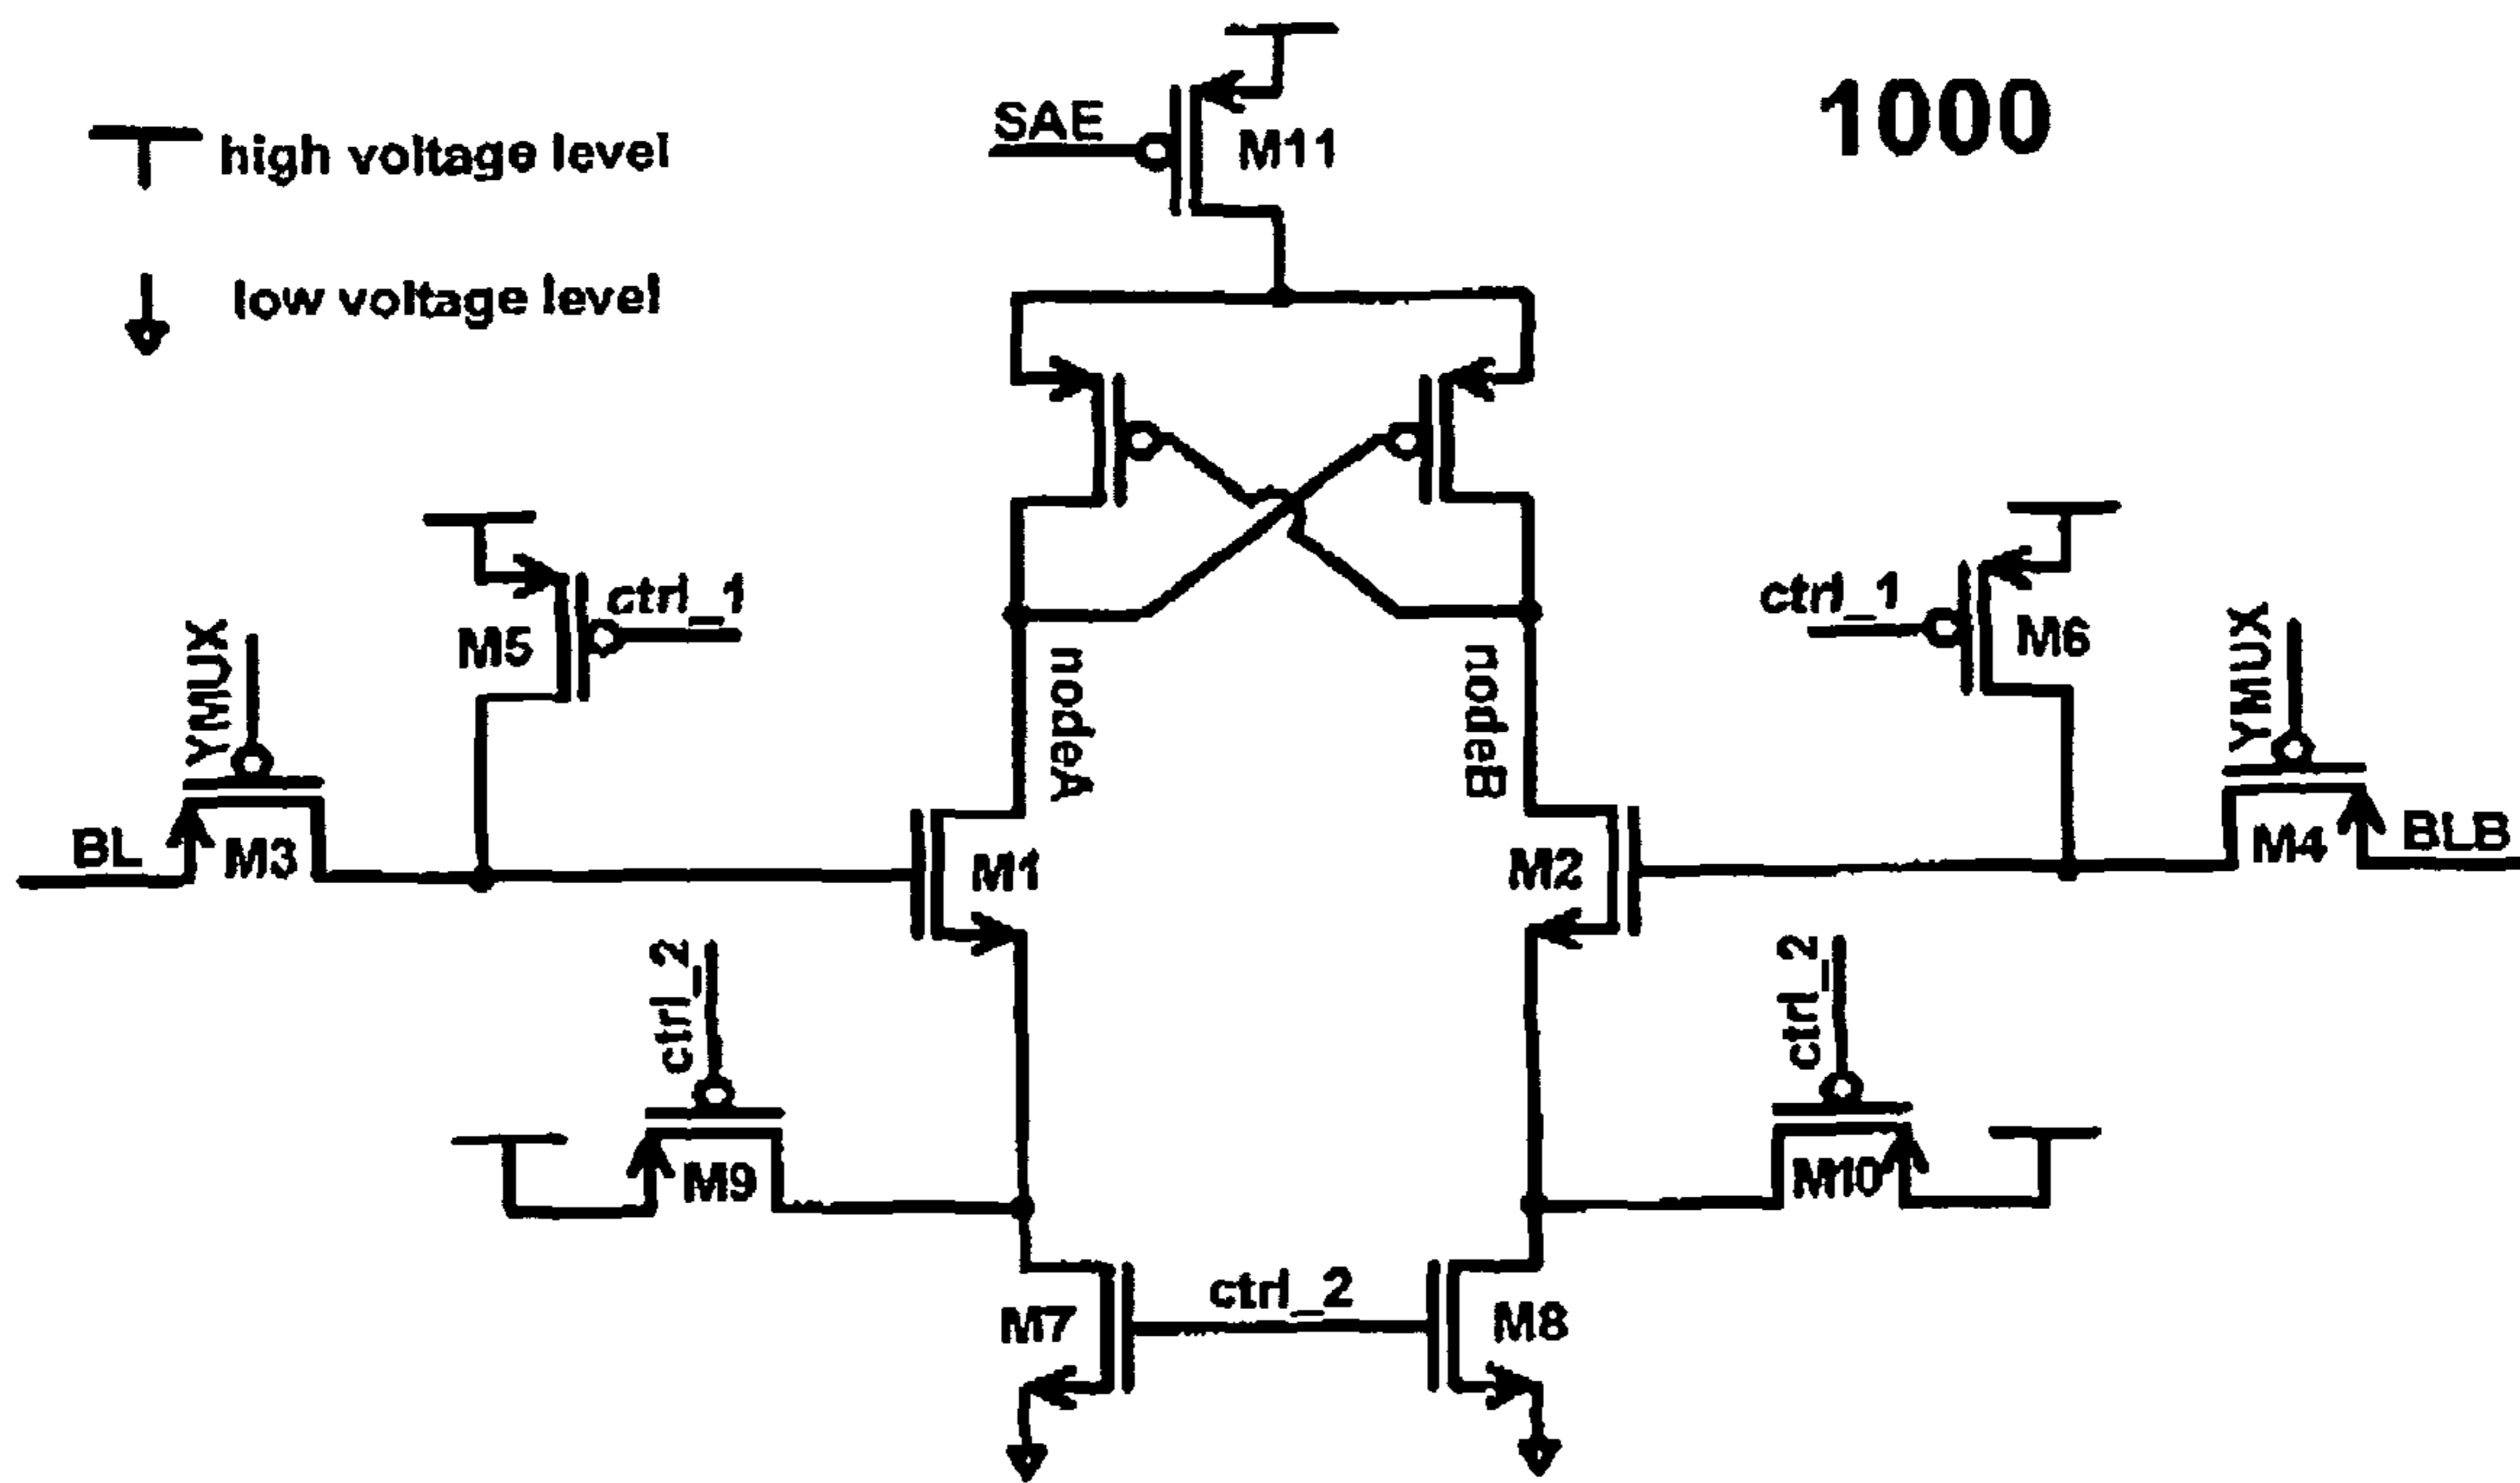 high voltage level
low voltage level
SAE
M11
1000
ctrl_1
M5
YMUX
BL
M3
nodeA
nodeB
ctrl_1
M6
YMUX
M4
BLB
M1
M2
ctrl_2
M9
ctrl_2
M10
M7
ctrl_2
M8